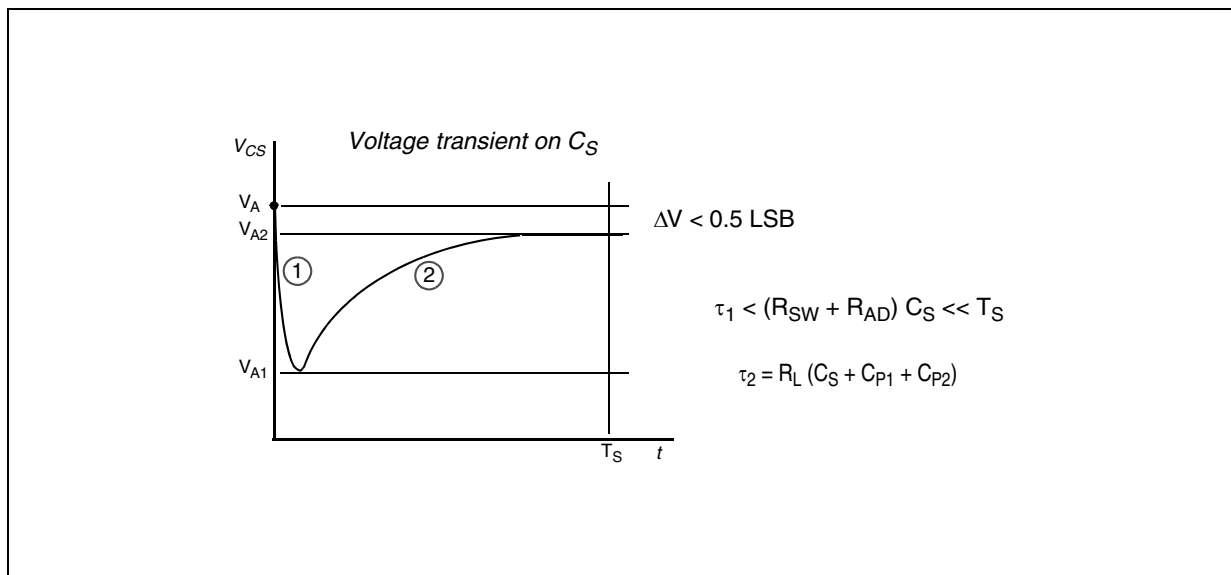 Voltage transient on CS
VCS
VA
VA2
ΔV < 0.5 LSB
1
2
τ1 < (RSW + RAD) CS << TS
VA1
τ2 = RL (CS + CP1 + CP2)
TS
t